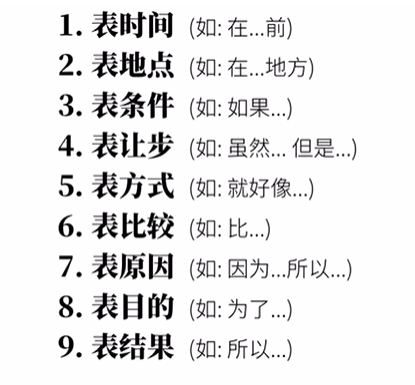 1. 表时间 (如: 在...前)
2. 表地点 (如: 在...地方)
3. 表条件 (如: 如果...)
4. 表让步 (如: 虽然... 但是...)
5. 表方式 (如: 就好像...)
6. 表比较 (如: 比...)
7. 表原因 (如: 因为...所以...)
8. 表目的 (如: 为了...)
9. 表结果 (如: 所以...)